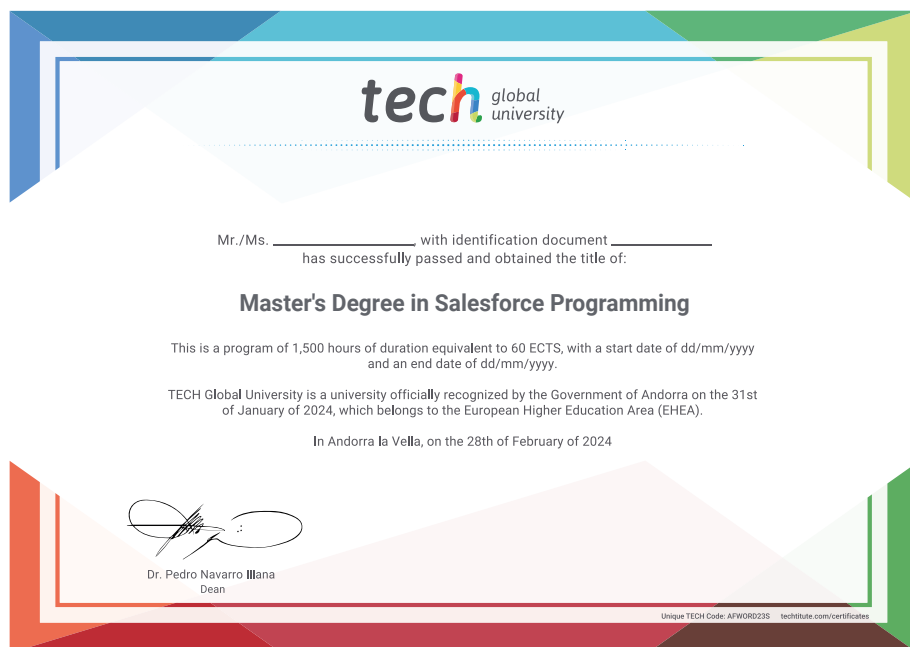 tech global university
Mr./Ms. ____________, with identification document ____________
has successfully passed and obtained the title of:
Master's Degree in Salesforce Programming
This is a program of 1,500 hours of duration equivalent to 60 ECTS, with a start date of dd/mm/yyyy
and an end date of dd/mm/yyyy.
TECH Global University is a university officially recognized by the Government of Andorra on the 31st
of January of 2024, which belongs to the European Higher Education Area (EHEA).
In Andorra la Vella, on the 28th of February of 2024
Dr. Pedro Navarro Illana
Dean
Unique TECH Code: AFWORD23S techtitute.com/certificates